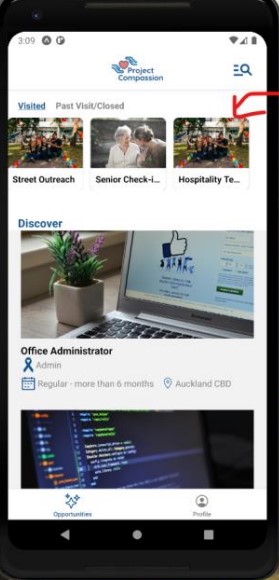 3:09
Project
Compassion
Visited Past Visit/Closed
Street Outreach Senior Check-i... Hospitality Te...
Discover
Office Administrator
Admin
Regular - more than 6 months Auckland CBD
Opportunities Profile